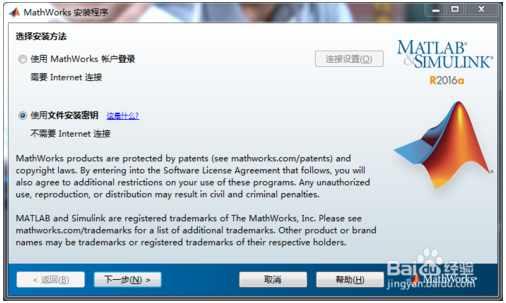 MathWorks 安装程序
选择安装方法
使用 MathWorks 帐户登录
连接设置(O)
需要 Internet 连接
MATLAB
&SIMULINK®
R2016a
使用文件安装密钥 这是什么?
不需要 Internet 连接
MathWorks products are protected by patents (see mathworks.com/patents) and
copyright laws. By entering into the Software License Agreement that follows, you will
also agree to additional restrictions on your use of these programs. Any unauthorized
use, reproduction, or distribution may result in civil and criminal penalties.
MATLAB and Simulink are registered trademarks of The MathWorks, Inc. Please see
mathworks.com/trademarks for a list of additional trademarks. Other product or brand
names may be trademarks or registered trademarks of their respective holders.
< 返回(B)
下一步(N) >
取消
帮助(H)
MathWorks®
Baidu 经验
jingyan.baidu.com